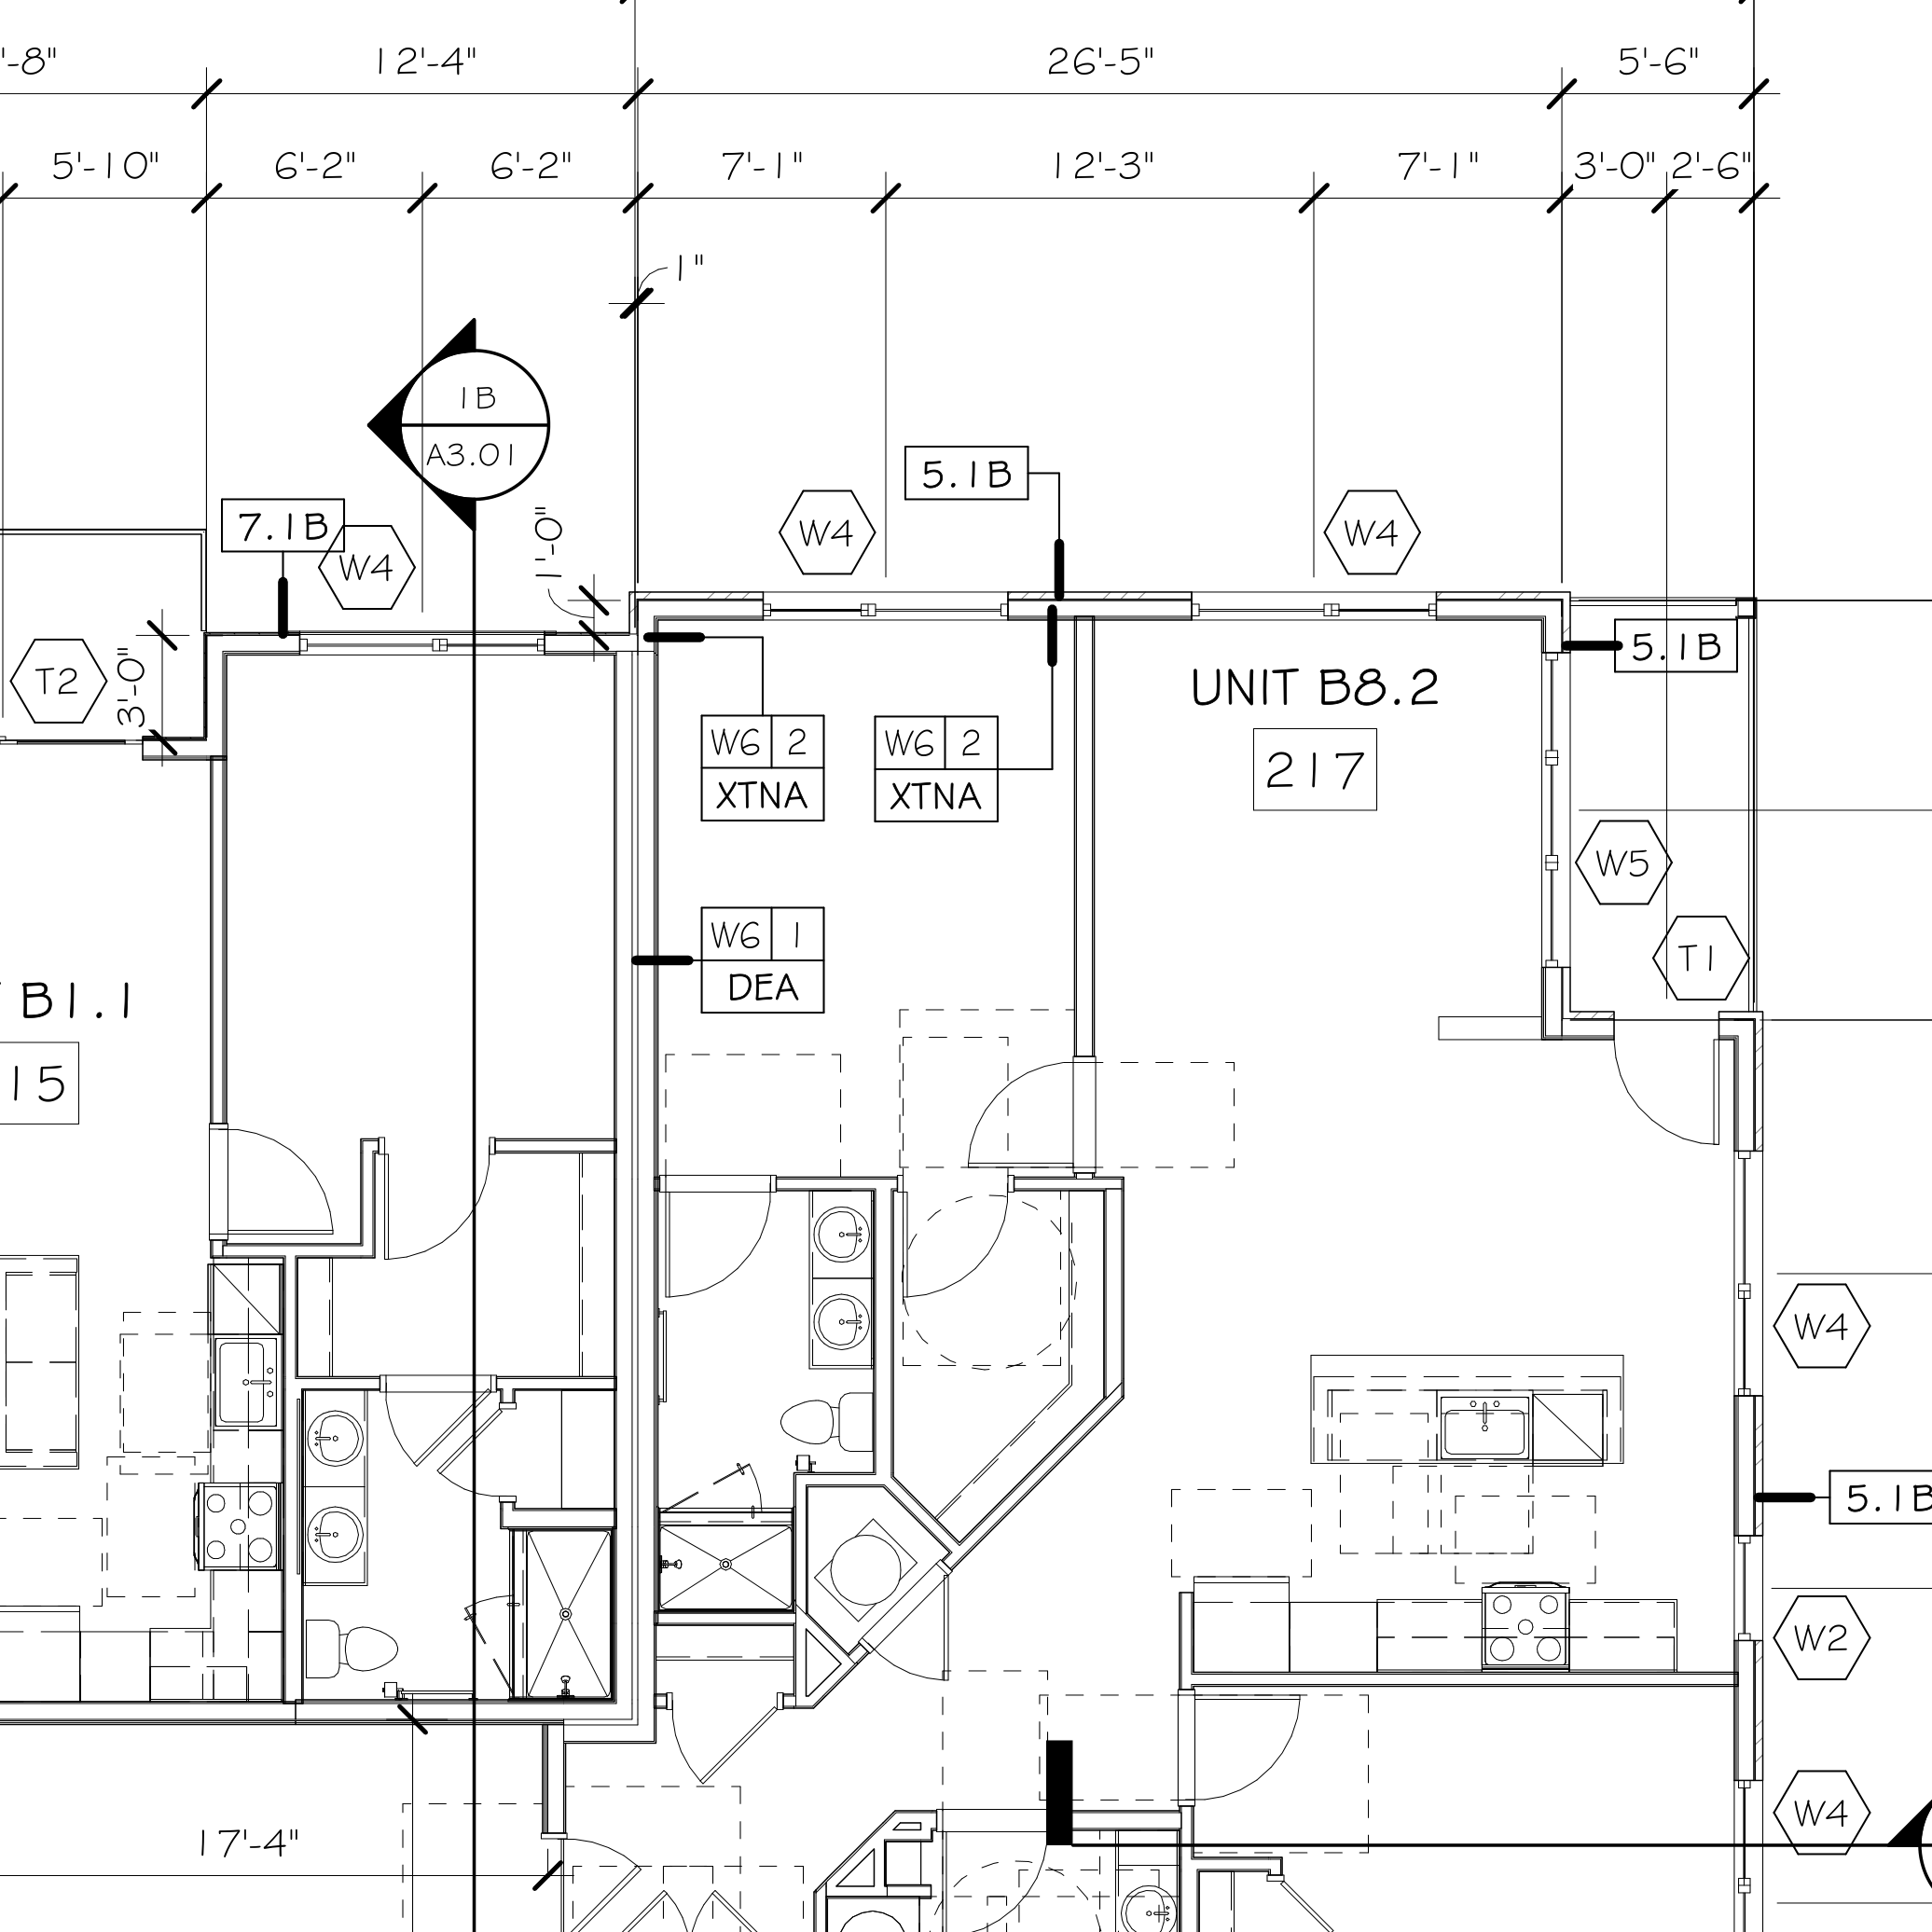 '-8"
12'-4"
26'-5"
5'-6"
5'-10"
6'-2"
6'-2"
7'-1"
12'-3"
7'-1"
3'-0"
2'-6"
1"
1B
A3.01
5.1B
7.1B
W4
1'-0"
W4
W4
T2
3'-0"
5.1B
UNIT B8.2
217
W6 2
XTNA
W6 2
XTNA
W5
W6 1
DEA
T1
B1.1
15
W4
5.1B
W2
W4
17'-4"